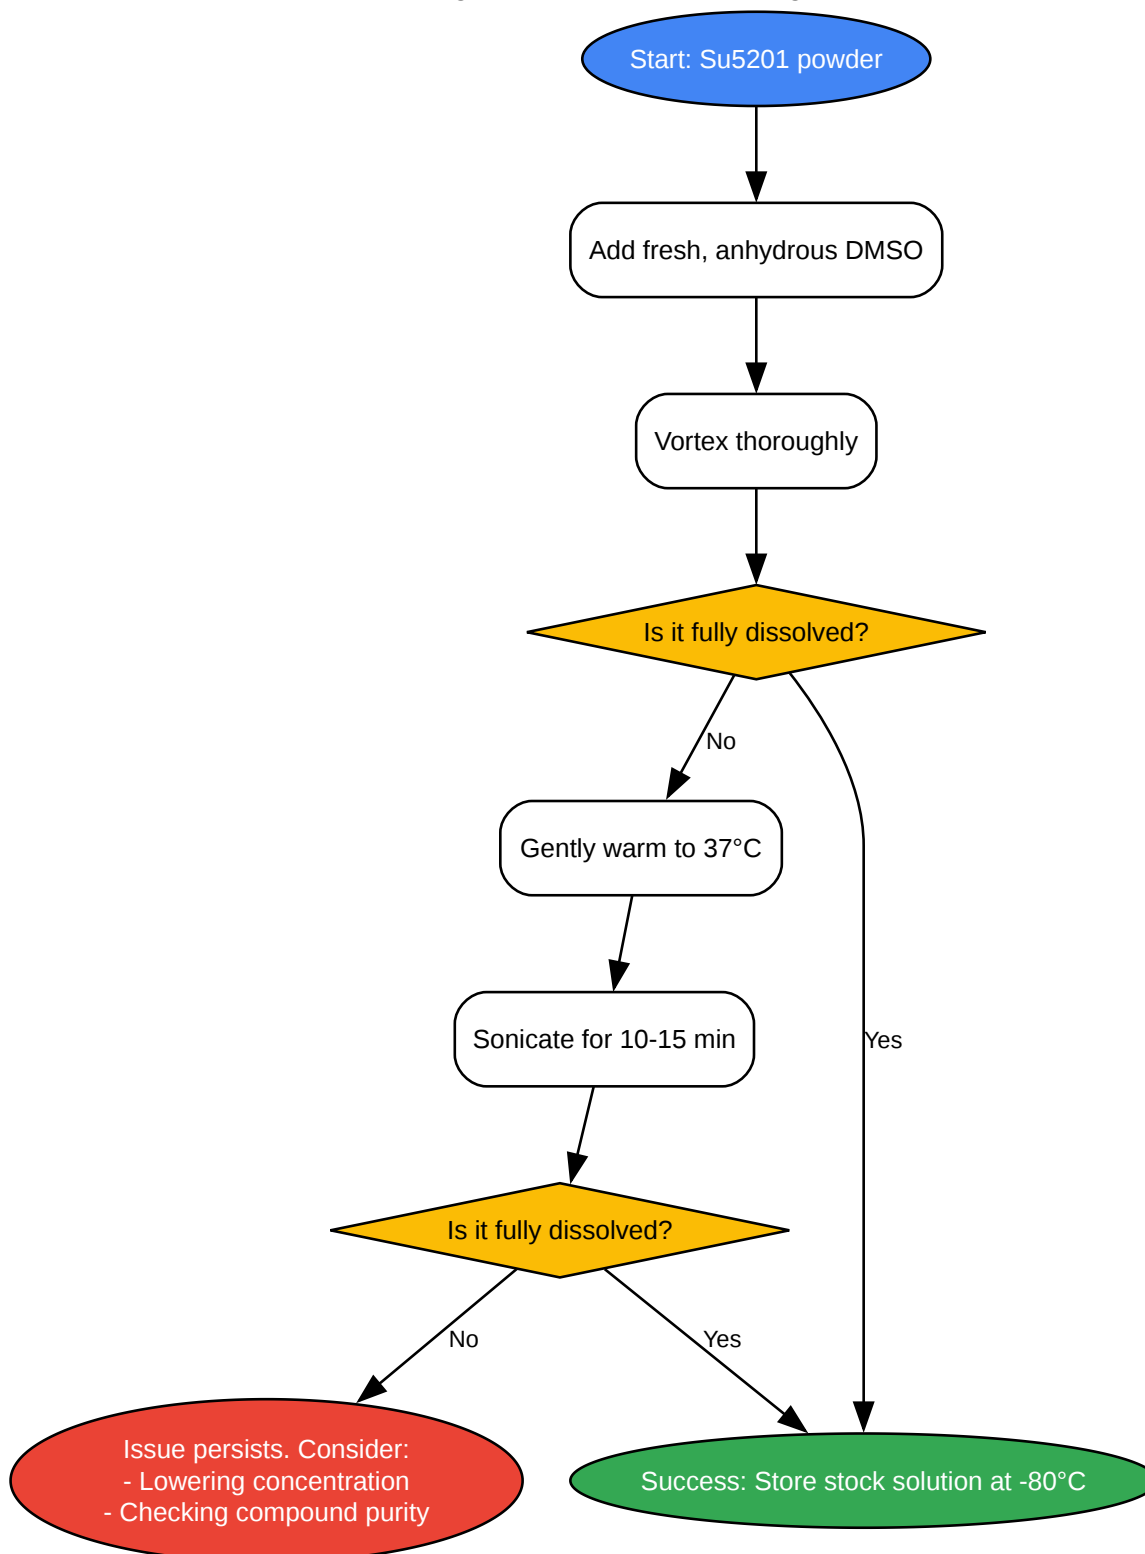 Start: Su5201 powder
Add fresh, anhydrous DMSO
Vortex thoroughly
Is it fully dissolved?
No
Gently warm to 37°C
Sonicate for 10-15 min
Yes
Is it fully dissolved?
No
Yes
Issue persists. Consider:
- Lowering concentration
- Checking compound purity
Success: Store stock solution at -80°C